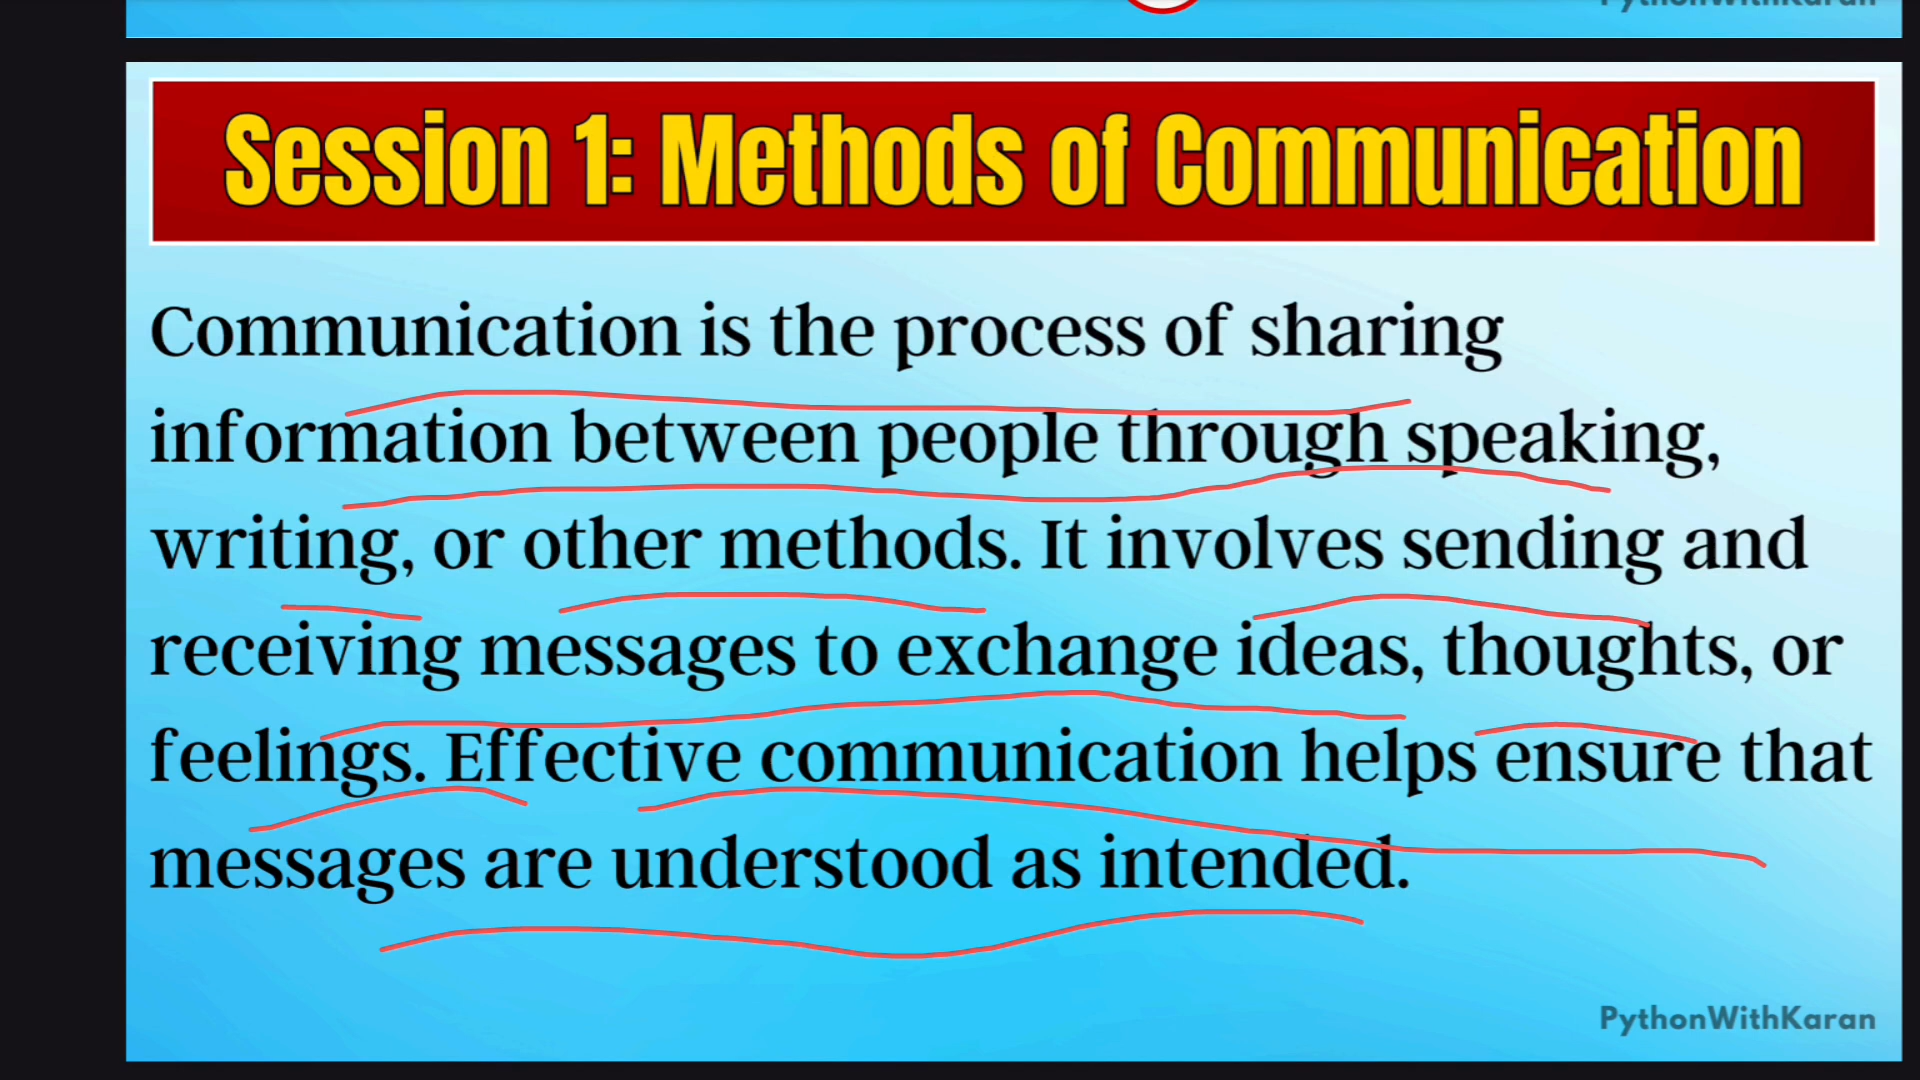 PythonWithKaran
Session 1: Methods of Communication
Communication is the process of sharing
information between people through speaking,
writing, or other methods. It involves sending and
receiving messages to exchange ideas, thoughts, or
feelings. Effective communication helps ensure that
messages are understood as intended.
PythonWithKaran